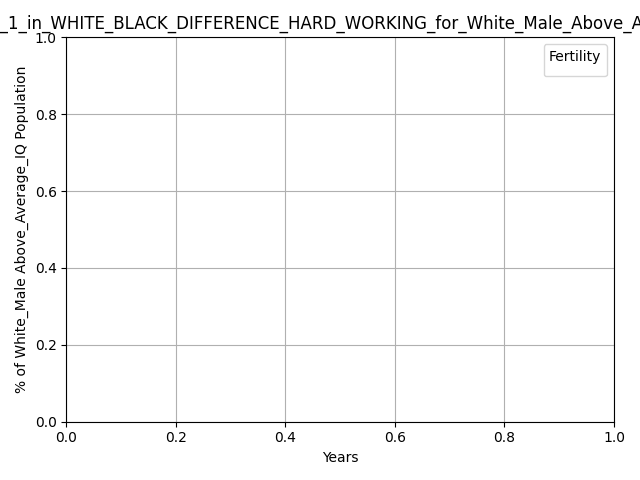 _1_in_WHITE_BLACK_DIFFERENCE_HARD_WORKING_for_White_Male_Above_A
Fertility
% of White_Male Above_Average_IQ Population
1.0
0.8
0.6
0.4
0.2
0.0
0.0 0.2 0.4 0.6 0.8 1.0
Years